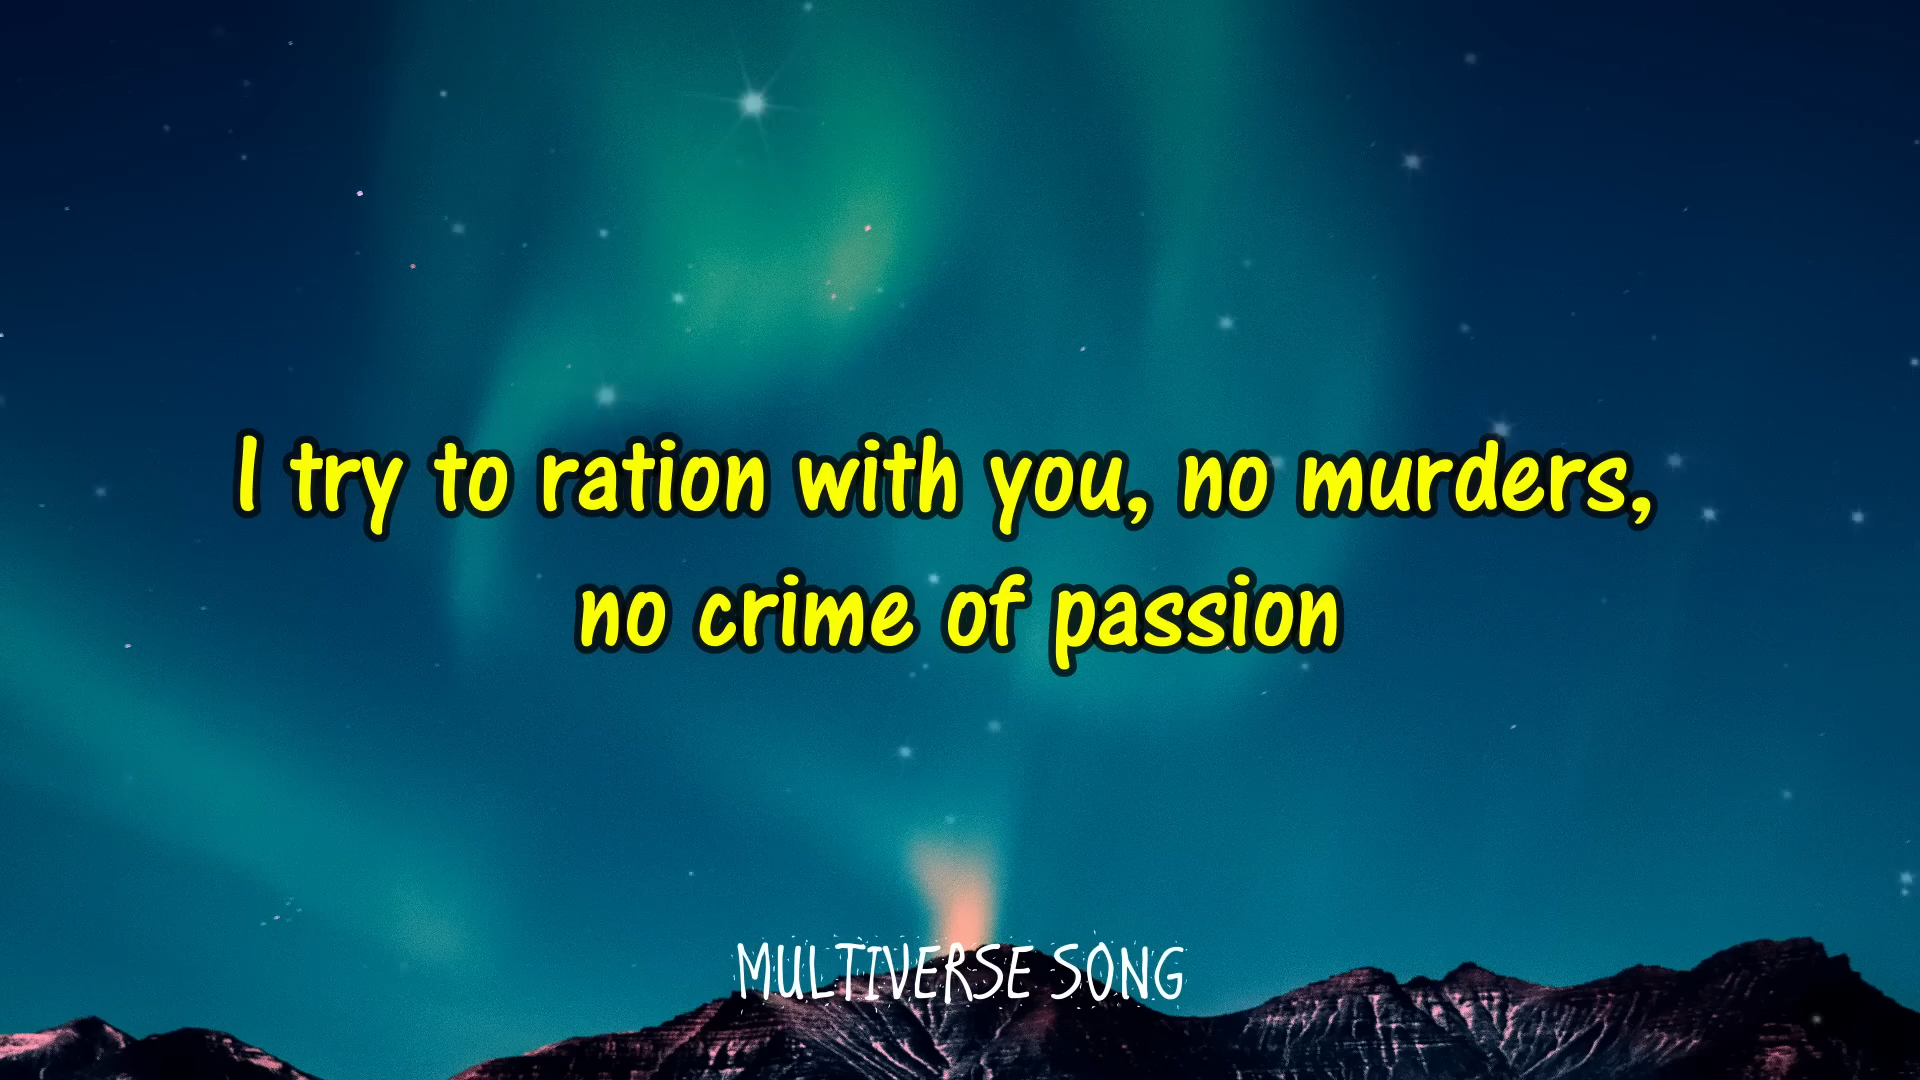 I try to ration with you, no murders,
no crime of passion
MULTIVERSE SONG